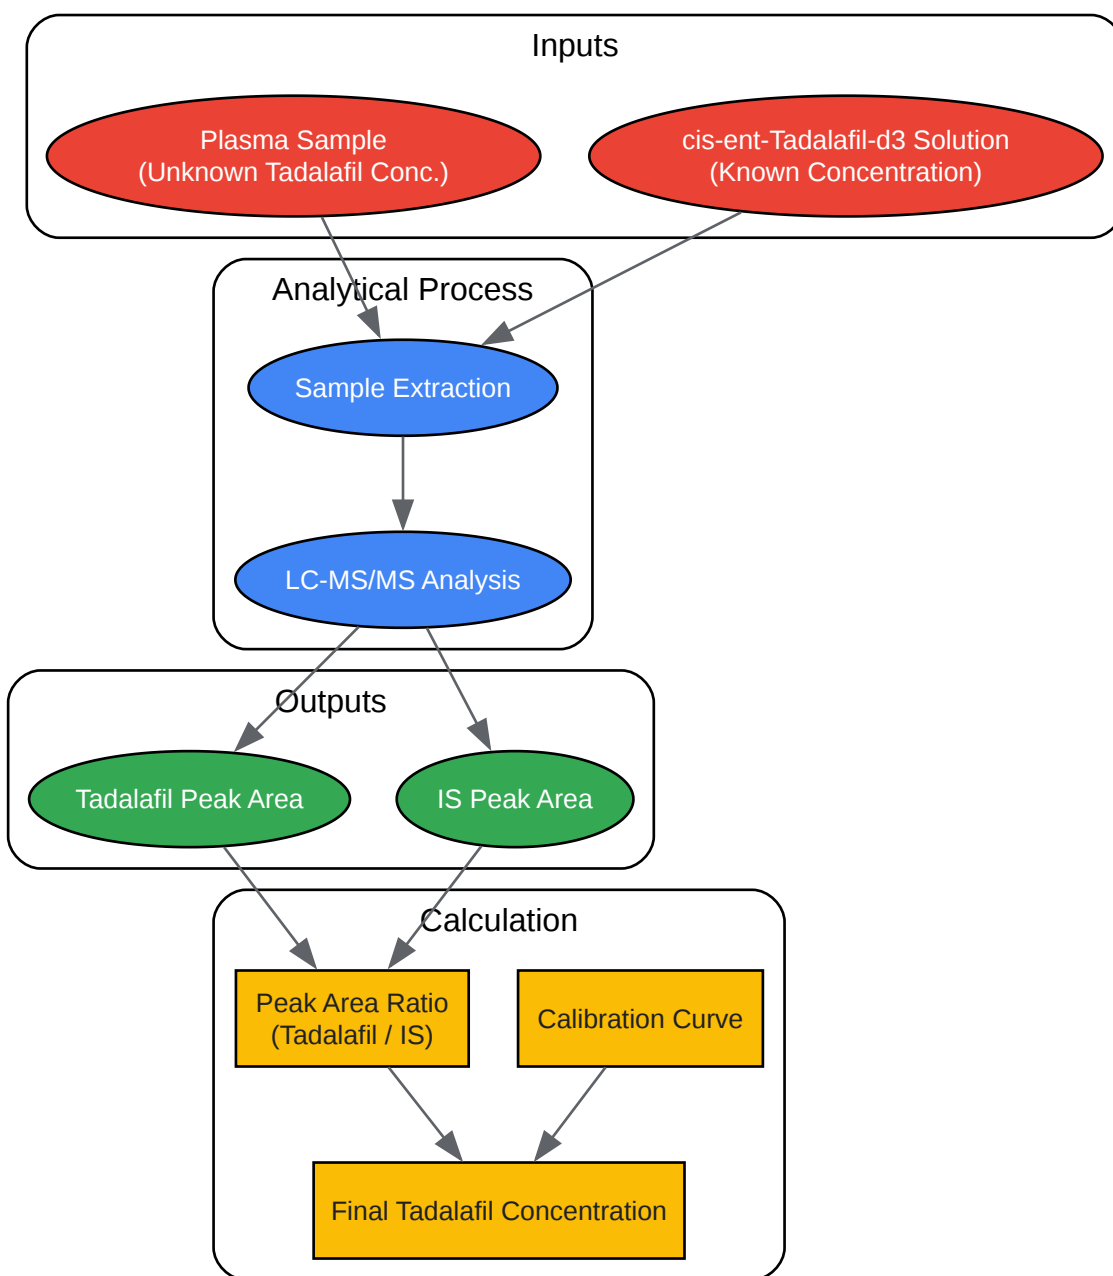 Inputs
Plasma Sample
(Unknown Tadalafil Conc.)
cis-ent-Tadalafil-d3 Solution
(Known Concentration)
Analytical Process
Sample Extraction
LC-MS/MS Analysis
Outputs
Tadalafil Peak Area
IS Peak Area
Calculation
Peak Area Ratio
(Tadalafil / IS)
Calibration Curve
Final Tadalafil Concentration